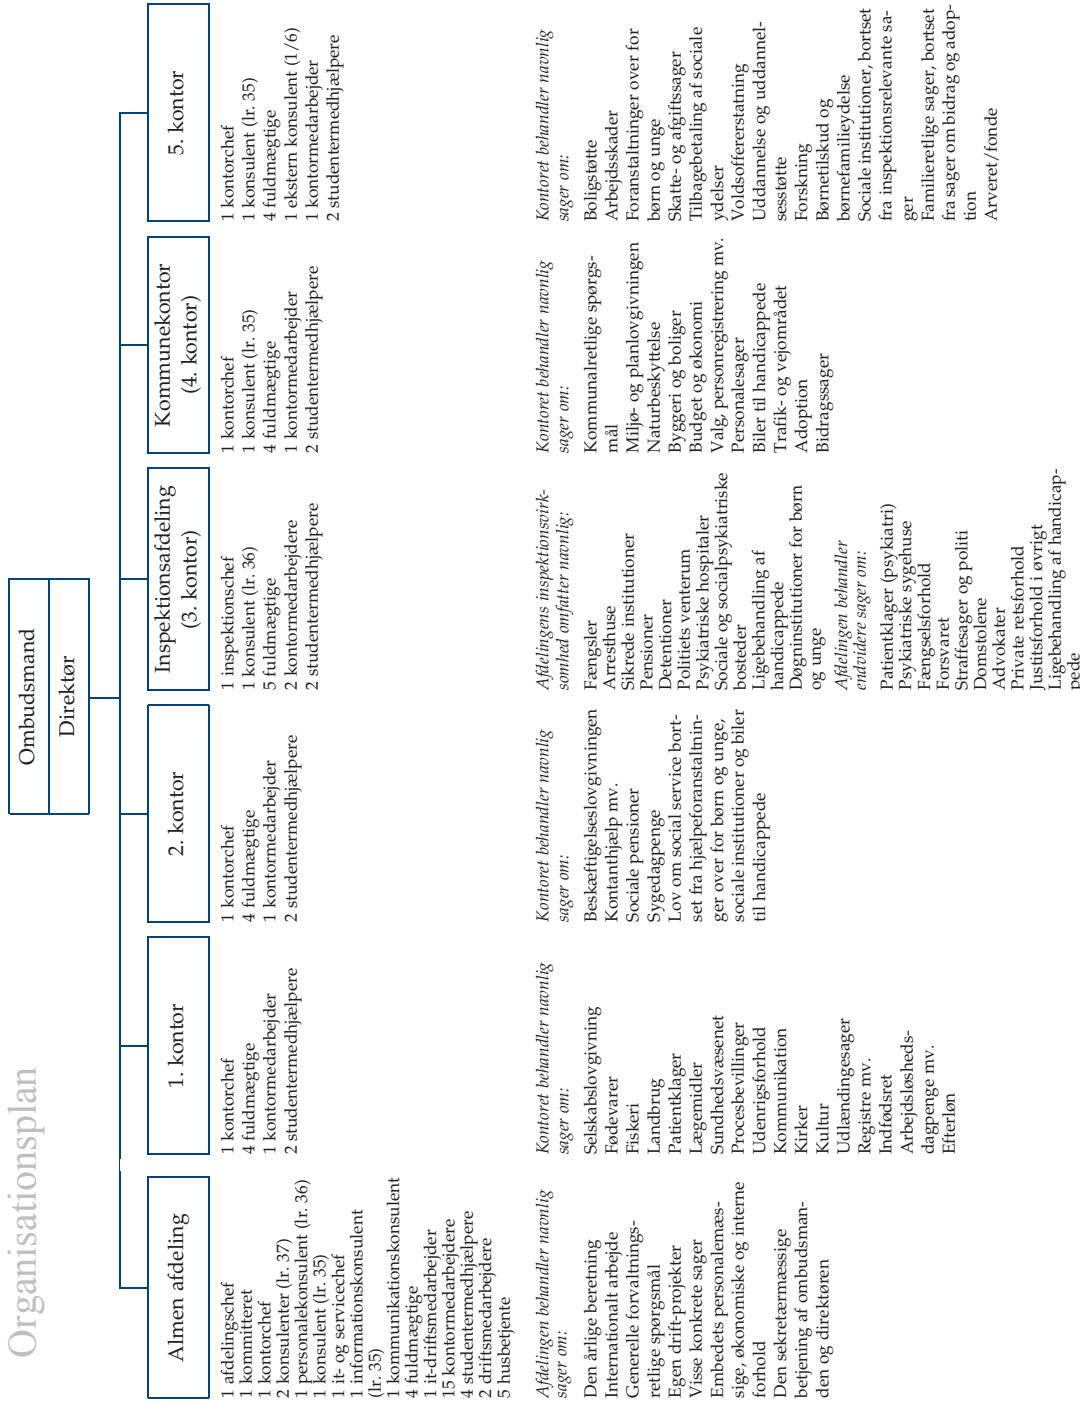 Organisationsplan
Ombudsmand
Direktør
Almen afdeling
1 afdelingschef
1 kommitteret
1 kontorchef
2 konsulenter (lr. 37)
1 personalekonsulent (lr. 36)
1 konsulent (lr. 35)
1 it- og servicechef
1 informationskonsulent
(lr. 35)
1 kommunikationskonsulent
4 fuldmægtige
1 it-driftsmedarbejder
15 kontormedarbejdere
4 studentermedhjælpere
2 driftsmedarbejdere
5 husbetjente
Afdelingen behandler navnlig
sager om:
Den årlige beretning
Internationalt arbejde
Generelle forvaltnings-
retlige spørgsmål
Egen drift-projekter
Visse konkrete sager
Embedets personalemæs-
sige, økonomiske og interne
forhold
Den sekretærmæssige
betjening af ombudsman-
den og direktøren
1. kontor
1 kontorchef
4 fuldmægtige
1 kontormedarbejder
2 studentermedhjælpere
Kontoret behandler navnlig
sager om:
Selskabslovgivning
Fødevarer
Fiskeri
Landbrug
Patientklager
Lægemidler
Sundhedsvæsenet
Procesbevillinger
Udenrigsforhold
Kommunikation
Kirker
Kultur
Udlændingesager
Registre mv.
Indfødsret
Arbejdsløsheds-
dagpenge mv.
Efterløn
2. kontor
1 kontorchef
4 fuldmægtige
1 kontormedarbejder
2 studentermedhjælpere
Kontoret behandler navnlig
sager om:
Beskæftigelseslovgivningen
Kontanthjælp mv.
Sociale pensioner
Sygedagpenge
Lov om social service bort-
set fra hjælpeforanstaltnin-
ger over for børn og unge,
sociale institutioner og biler
til handicappede
Inspektionsafdeling
(3. kontor)
1 inspektionschef
1 konsulent (lr. 36)
5 fuldmægtige
2 kontormedarbejdere
2 studentermedhjælpere
Afdelingens inspektionsvirk-
somhed omfatter navnlig:
Fængsler
Arresthuse
Sikrede institutioner
Pensioner
Detentioner
Politiets venterum
Psykiatriske hospitaler
Sociale og socialpsykiatriske
bosteder
Ligebehandling af
handicappede
Døgninstitutioner for børn
og unge
Afdelingen behandler
endvidere sager om:
Patientklager (psykiatri)
Psykiatriske sygehuse
Fængselsforhold
Forsvaret
Straffesager og politi
Domstolene
Advokater
Private retsforhold
Justitsforhold i øvrigt
Ligebehandling af handicap-
pede
Kommunekontor
(4. kontor)
1 kontorchef
1 konsulent (lr. 35)
4 fuldmægtige
1 kontormedarbejder
2 studentermedhjælpere
Kontoret behandler navnlig
sager om:
Kommunalretlige spørgs-
mål
Miljø- og planlovgivningen
Naturbeskyttelse
Byggeri og boliger
Budget og økonomi
Valg, personregistrering mv.
Personalesager
Biler til handicappede
Trafik- og vejområdet
Adoption
Bidragssager
5. kontor
1 kontorchef
1 konsulent (lr. 35)
4 fuldmægtige
1 ekstern konsulent (1/6)
1 kontormedarbejder
2 studentermedhjælpere
Kontoret behandler navnlig
sager om:
Boligstøtte
Arbejdsskader
Foranstaltninger over for
børn og unge
Skatte- og afgiftssager
Tilbagebetaling af sociale
ydelser
Voldsoffererstatning
Uddannelse og uddannel-
sesstøtte
Forskning
Børnetilskud og
børnefamilieydelse
Sociale institutioner, bortset
fra inspektionsrelevante sa-
ger
Familieretlige sager, bortset
fra sager om bidrag og adop-
tion
Arveret/fonde